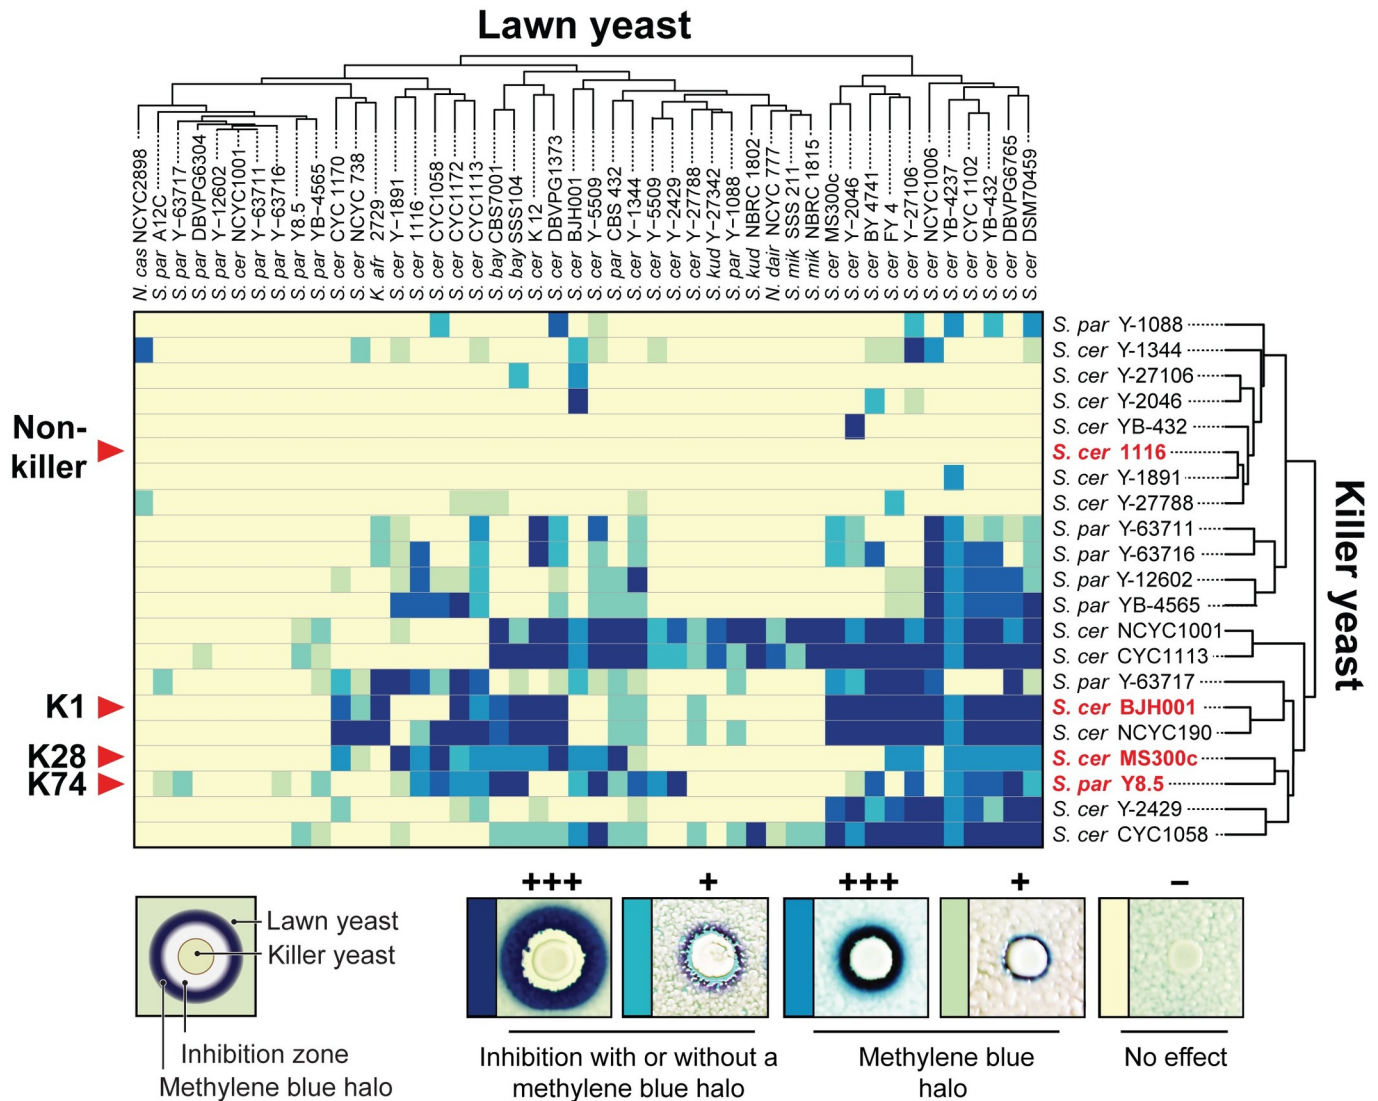 Lawn yeast
N. cas NCYC2898
S. par A12C
S. par Y-63717
S. par DBVPG6304
S. par Y-12602
S. cer NCYC1001
S. par Y-63711
S. par Y-63716
S. par Y8.5
S. par YB-4565
S. cer CYC 1170
S. cer NCYC 738
K. afr 2729
S. cer Y-1891
S. cer 1116
S. cer CYC1058
S. cer CYC1172
S. cer CYC1113
S. bay CBS7001
S. bay SSS104
S. cer K 12
S. cer DBVPG1373
S. cer BJH001
S. cer Y-5509
S. par CBS 432
S. cer Y-1344
S. cer Y-5509
S. cer Y-2429
S. cer Y-27788
S. kud Y-27342
S. par Y-1088
S. kud NBRC 1802
N. dair NCYC 777
S. mik SSS 211
S. mik NBRC 1815
S. cer MS300c
S. cer Y-2046
S. cer BY 4741
S. cer FY 4
S. cer Y-27106
S. cer NCYC1006
S. cer YB-4237
S. cer CYC 1102
S. cer YB-432
S. cer DBVPG6765
S. cer DSM70459
S. par Y-1088
S. cer Y-1344
S. cer Y-27106
S. cer Y-2046
S. cer YB-432
Non-
killer
S. cer 1116
S. cer Y-1891
S. cer Y-27788
S. par Y-63711
S. par Y-63716
S. par Y-12602
S. par YB-4565
S. cer NCYC1001
S. cer CYC1113
S. par Y-63717
K1
S. cer BJH001
S. cer NCYC190
K28
S. cer MS300c
K74
S. par Y8.5
S. cer Y-2429
S. cer CYC1058
Killer yeast
Lawn yeast
Killer yeast
Inhibition zone
Methylene blue halo
+++
+
+++
+
−
Inhibition with or without a
methylene blue halo
Methylene blue
halo
No effect